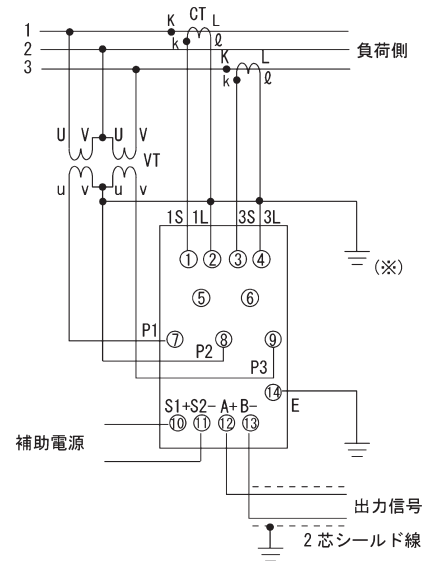 CT
1 K L
2 k ℓ 負荷側
3 K L
k ℓ
U V U V
VT
u v u v
1S 1L 3S 3L
① ② ③ ④
(※)
⑤ ⑥
P1 ⑦ ⑧ ⑨
P2
P3
⑭ E
S1+ S2- A+ B-
⑩ ⑪ ⑫ ⑬
補助電源
出力信号
2芯シールド線